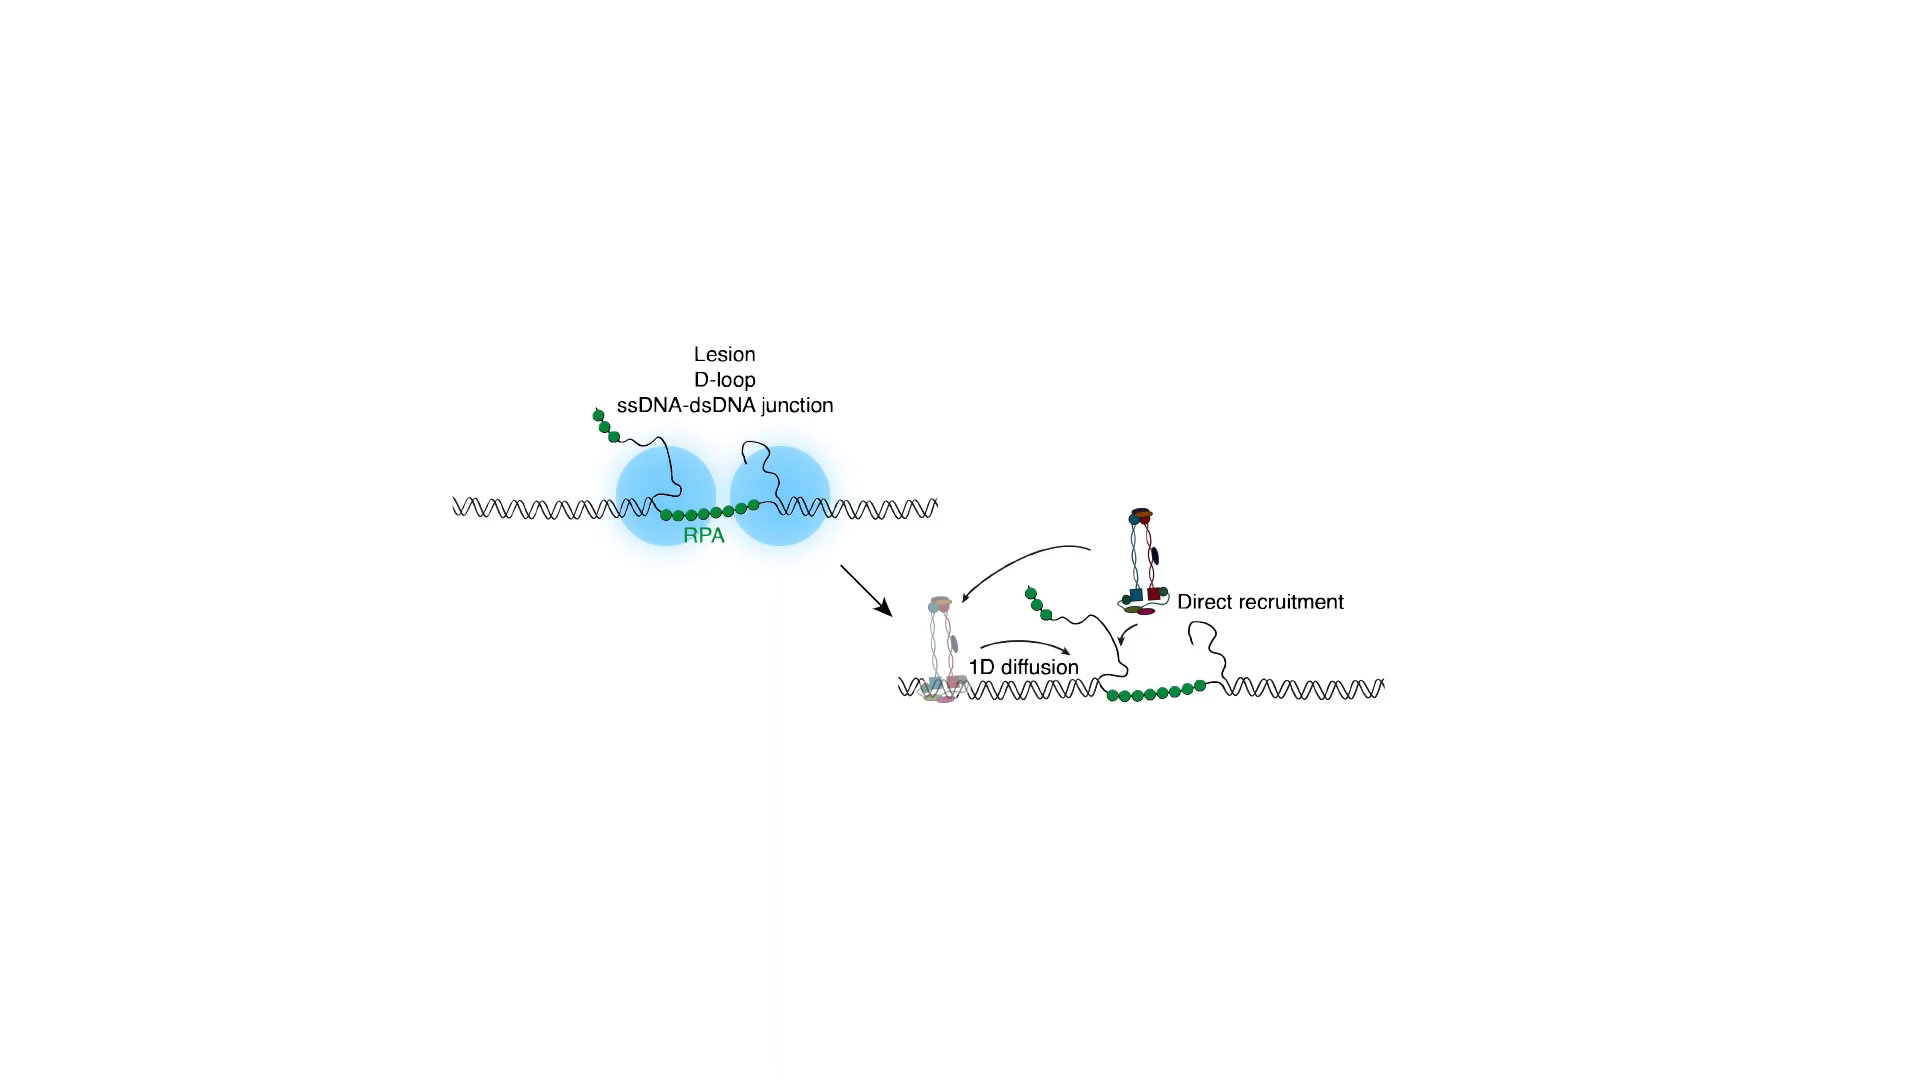 Lesion
D-loop
ssDNA-dsDNA junction
RPA
Direct recruitment
1D diffusion